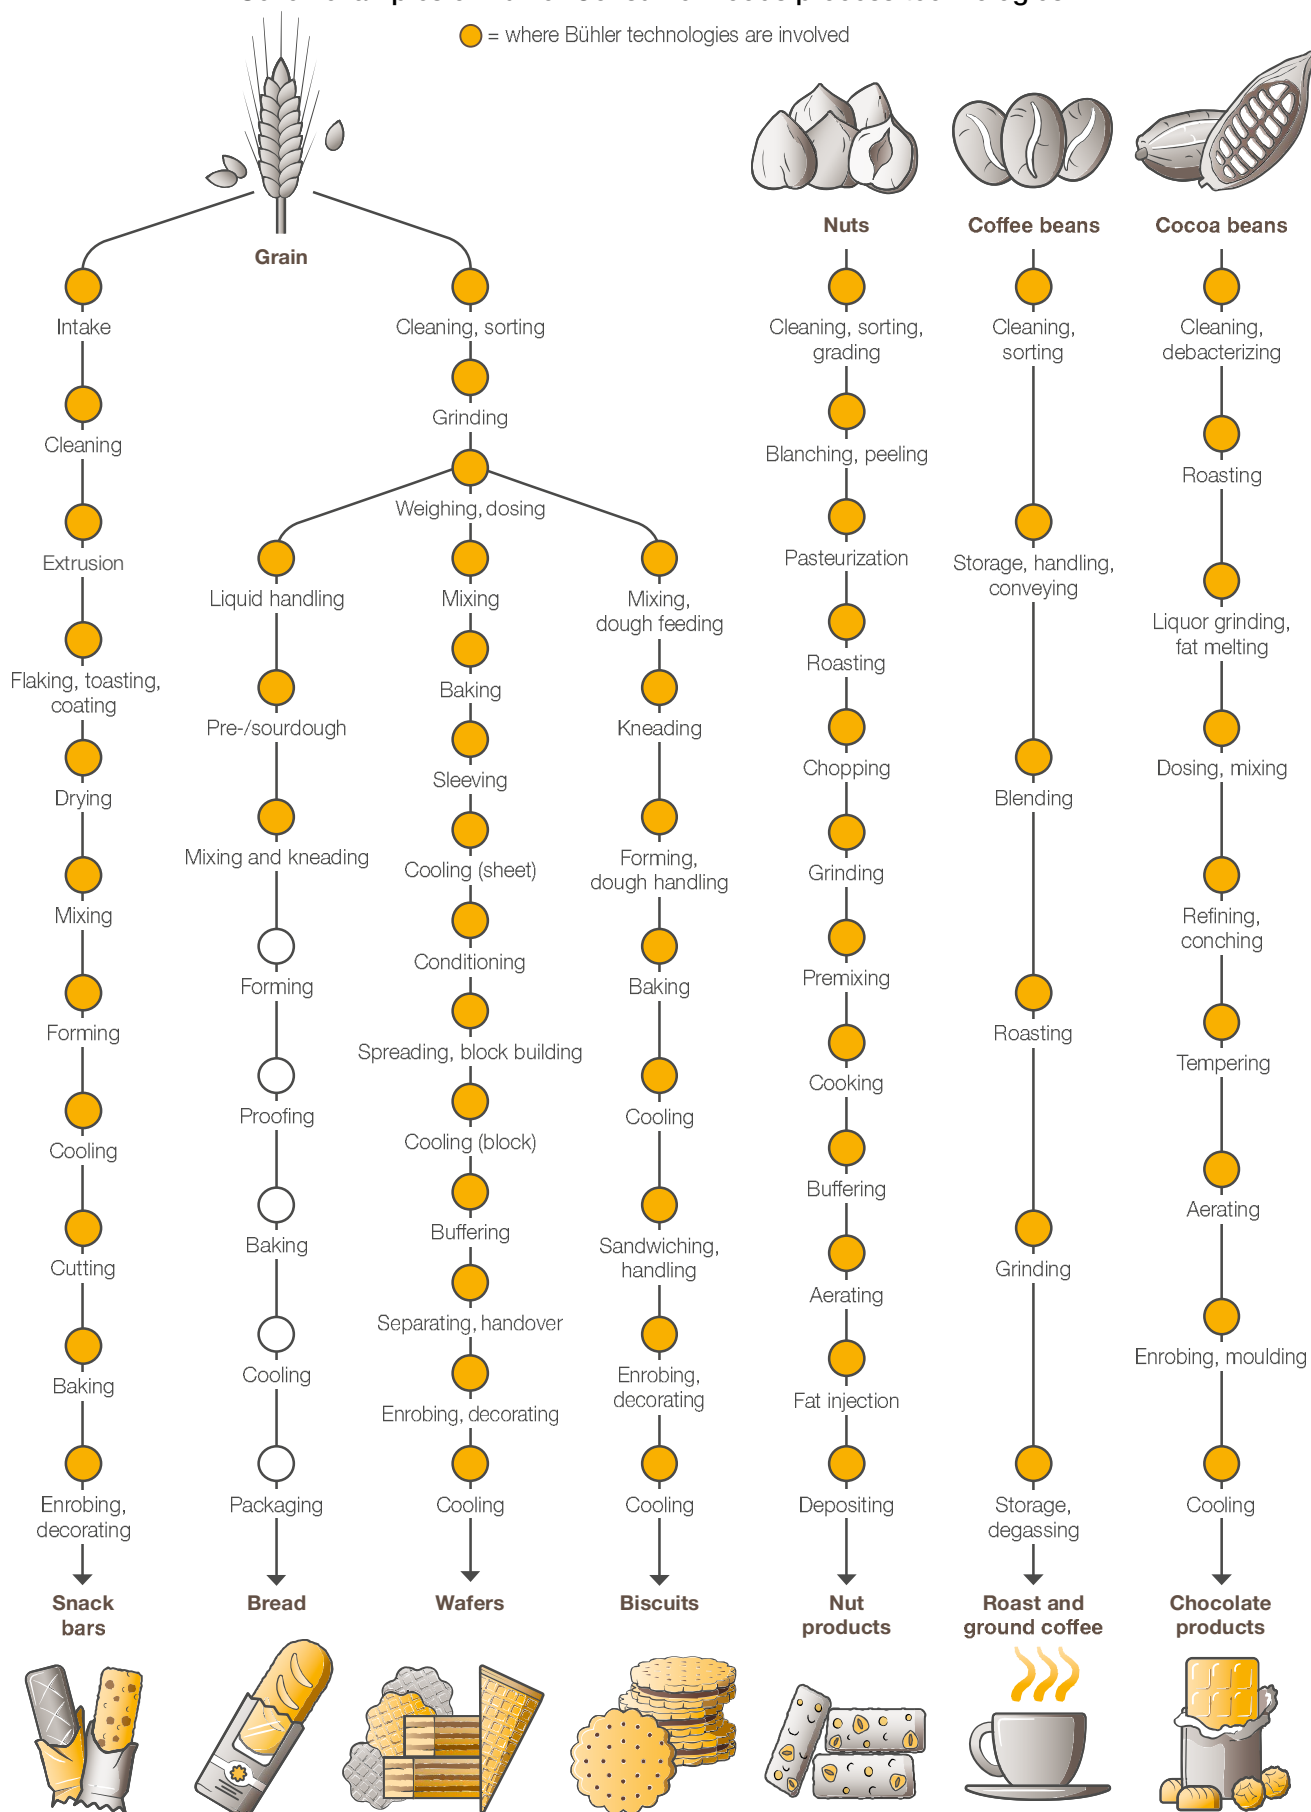 = where Bühler technologies are involved
Grain
Intake
Cleaning
Extrusion
Flaking, toasting,
coating
Drying
Mixing
Forming
Cooling
Cutting
Baking
Enrobing,
decorating
Snack
bars
Cleaning, sorting
Grinding
Weighing, dosing
Liquid handling
Pre-/sourdough
Mixing and kneading
Forming
Proofing
Baking
Cooling
Packaging
Bread
Mixing
Baking
Sleeving
Cooling (sheet)
Conditioning
Spreading, block building
Cooling (block)
Buffering
Separating, handover
Enrobing, decorating
Cooling
Wafers
Mixing,
dough feeding
Kneading
Forming,
dough handling
Baking
Cooling
Sandwiching,
handling
Enrobing,
decorating
Cooling
Biscuits
Nuts
Cleaning, sorting,
grading
Blanching, peeling
Pasteurization
Roasting
Chopping
Grinding
Premixing
Cooking
Buffering
Aerating
Fat injection
Depositing
Nut
products
Coffee beans
Cleaning,
sorting
Storage, handling,
conveying
Blending
Roasting
Grinding
Storage,
degassing
Roast and
ground coffee
Cocoa beans
Cleaning,
debacterizing
Roasting
Liquor grinding,
fat melting
Dosing, mixing
Refining,
conching
Tempering
Aerating
Enrobing, moulding
Cooling
Chocolate
products